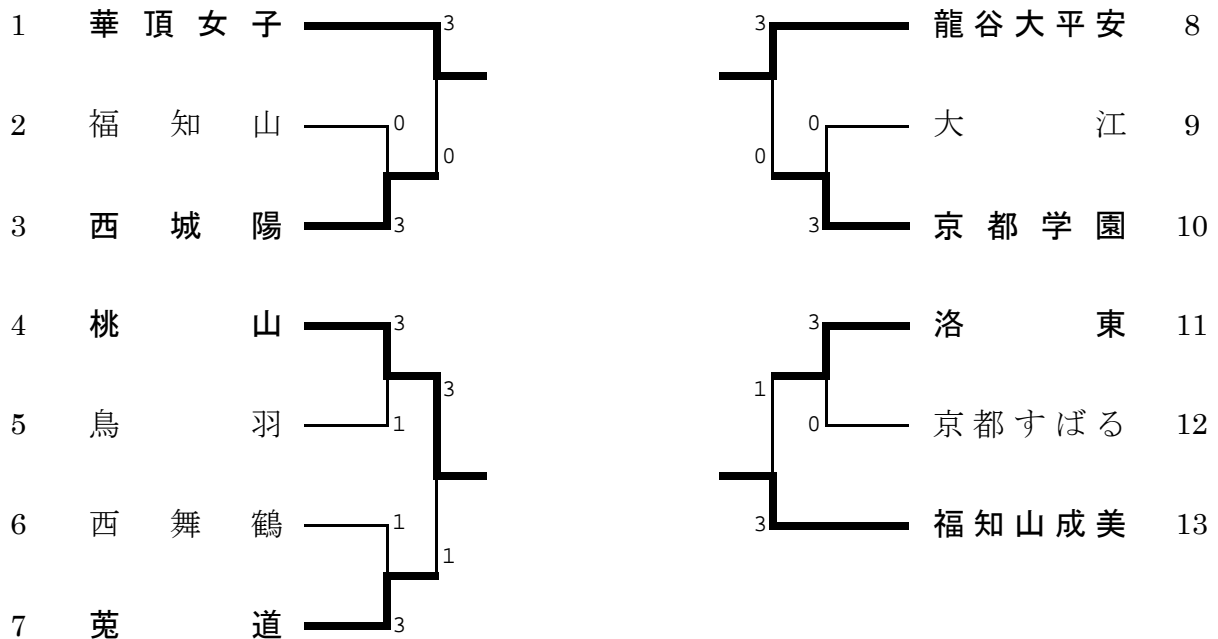 1 華頂女子 3 3 龍谷大平安 8
2 福知山 0 0 大江 9
0 0
3 西城陽 3 3 京都学園 10
4 桃山 3 3 洛東 11
3 1
5 鳥羽 1 0 京都すばる 12
6 西舞鶴 1 3 福知山成美 13
1
7 莵道 3